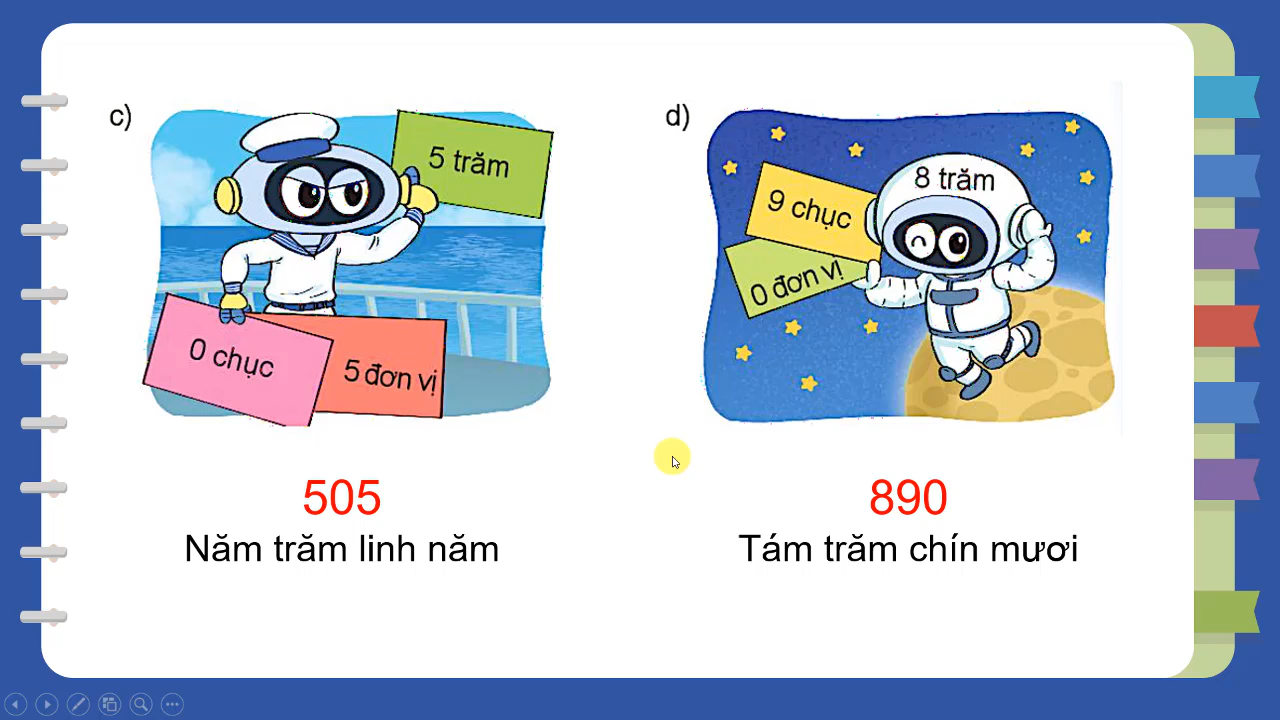 c)
5 trăm
0 chục
5 đơn vị
505
Năm trăm linh năm
d)
8 trăm
9 chục
0 đơn vị
890
Tám trăm chín mươi